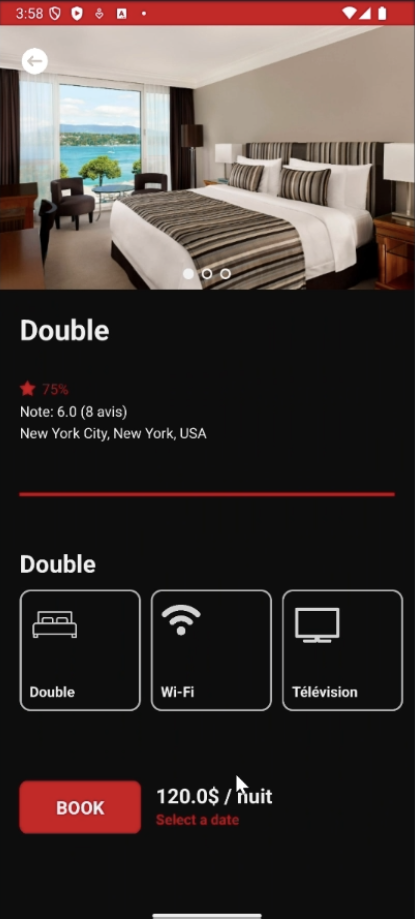 3:58
Double
75%
Note: 6.0 (8 avis)
New York City, New York, USA
Double
Double
Wi-Fi
Télévision
BOOK
120.0$ / nuit
Select a date